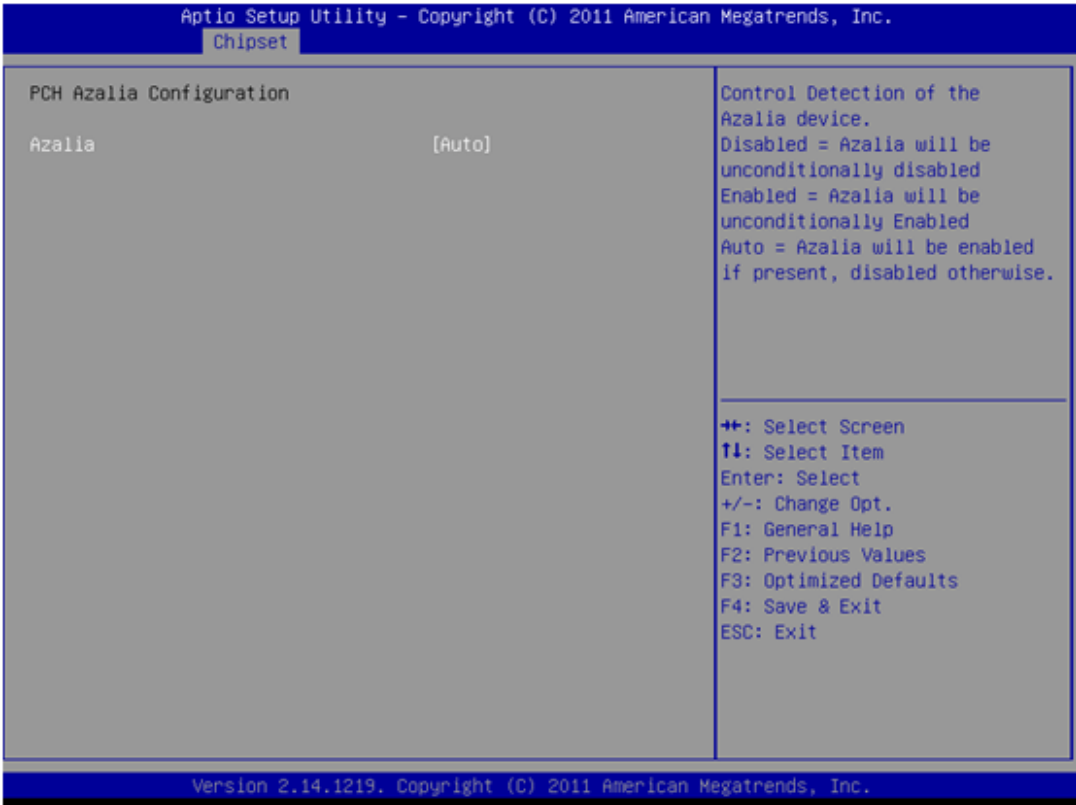 Aptio Setup Utility – Copyright (C) 2011 American Megatrends, Inc.
Chipset
PCH Azalia Configuration
Azalia [Auto]
Control Detection of the
Azalia device.
Disabled = Azalia will be
unconditionally disabled
Enabled = Azalia will be
unconditionally Enabled
Auto = Azalia will be enabled
if present, disabled otherwise.
→←: Select Screen
↑↓: Select Item
Enter: Select
+/-: Change Opt.
F1: General Help
F2: Previous Values
F3: Optimized Defaults
F4: Save & Exit
ESC: Exit
Version 2.14.1219. Copyright (C) 2011 American Megatrends, Inc.